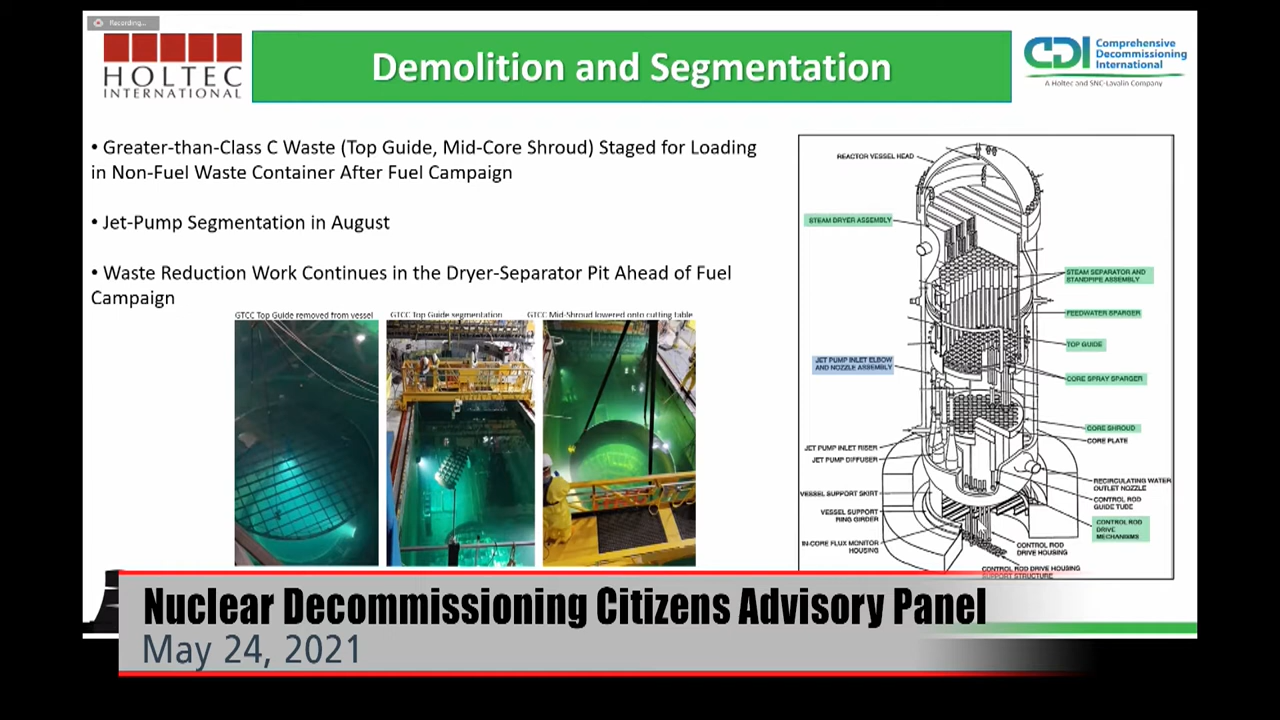 Recording...
HOLTEC
INTERNATIONAL
Demolition and Segmentation
CDI
Comprehensive
Decommissioning
International
A Holtec and SNC-Lavalin Company
• Greater-than-Class C Waste (Top Guide, Mid-Core Shroud) Staged for Loading
in Non-Fuel Waste Container After Fuel Campaign
• Jet-Pump Segmentation in August
• Waste Reduction Work Continues in the Dryer-Separator Pit Ahead of Fuel
Campaign
GTCC Top Guide removed from vessel
GTCC Top Guide segmentation
GTCC Mid-Shroud lowered onto cutting table
REACTOR VESSEL HEAD
STEAM DRYER ASSEMBLY
STEAM SEPARATOR AND
STANDPIPE ASSEMBLY
FEEDWATER SPARGER
TOP GUIDE
JET PUMP INLET ELBOW
AND NOZZLE ASSEMBLY
CORE SPRAY SPARGER
CORE SHROUD
CORE PLATE
JET PUMP INLET RISER
JET PUMP DIFFUSER
RECIRCULATING WATER
OUTLET NOZZLE
VESSEL SUPPORT SKIRT
CONTROL ROD
GUIDE TUBE
VESSEL SUPPORT
RING GIRDER
CONTROL ROD
DRIVE
MECHANISMS
IN-CORE FLUX MONITOR
HOUSING
CONTROL ROD
DRIVE HOUSING
CONTROL ROD DRIVE HOUSING
SUPPORT STRUCTURE
Nuclear Decommissioning Citizens Advisory Panel
May 24, 2021